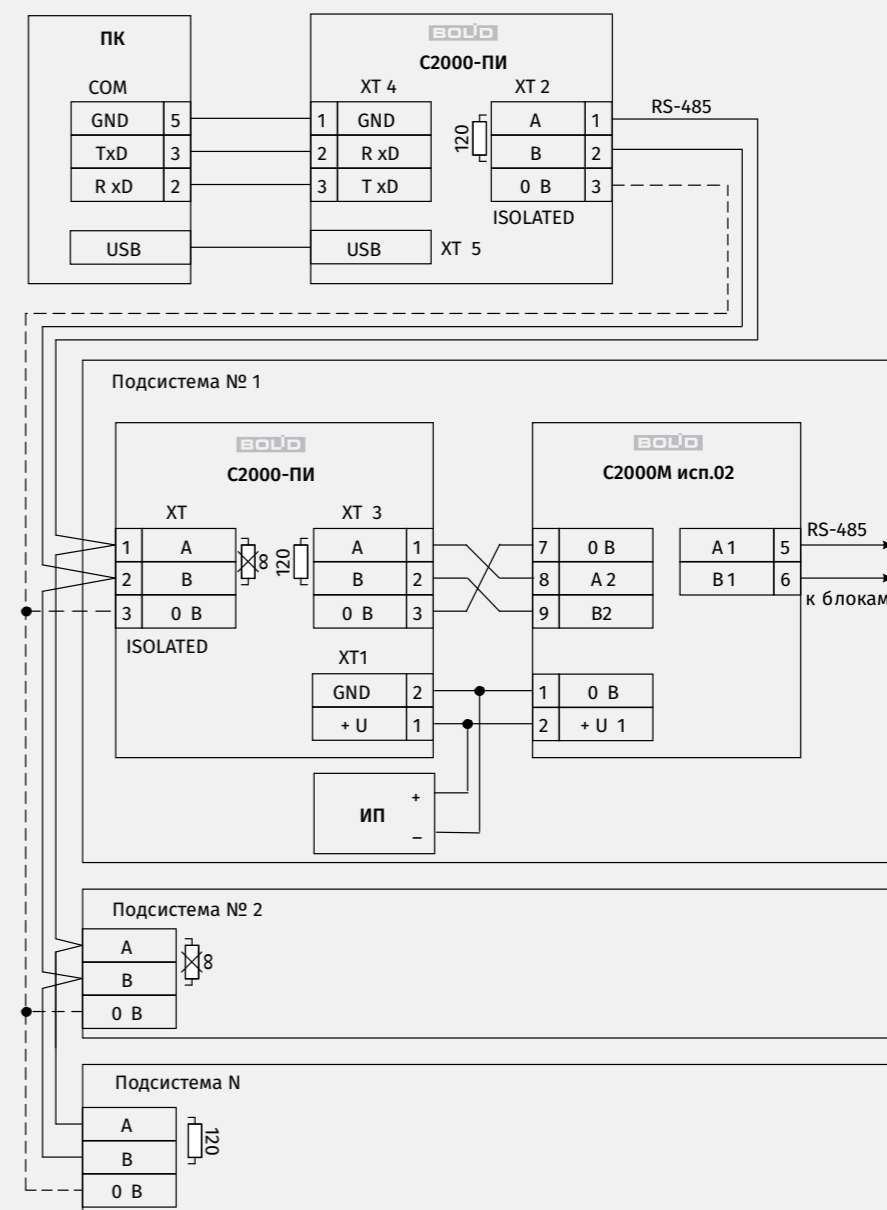 ПК
BOLID
С2000-ПИ
COM
XT 4
XT 2
GND 5
1 GND
120
A 1
RS-485
TxD 3
2 R xD
B 2
R xD 2
3 T xD
0 B 3
ISOLATED
USB
USB
XT 5
Подсистема № 1
BOLID
С2000-ПИ
BOLID
С2000М исп.02
XT
XT 3
1 A
2 B
3 0 B
∞
120
A 1
B 2
0 B 3
7 0 B
8 A 2
9 B2
A 1 5
B 1 6
RS-485
к блокам
ISOLATED
XT1
GND 2
+ U 1
1 0 B
2 + U 1
ИП
+
–
Подсистема № 2
A
B
0 B
∞
Подсистема N
A
B
0 B
120